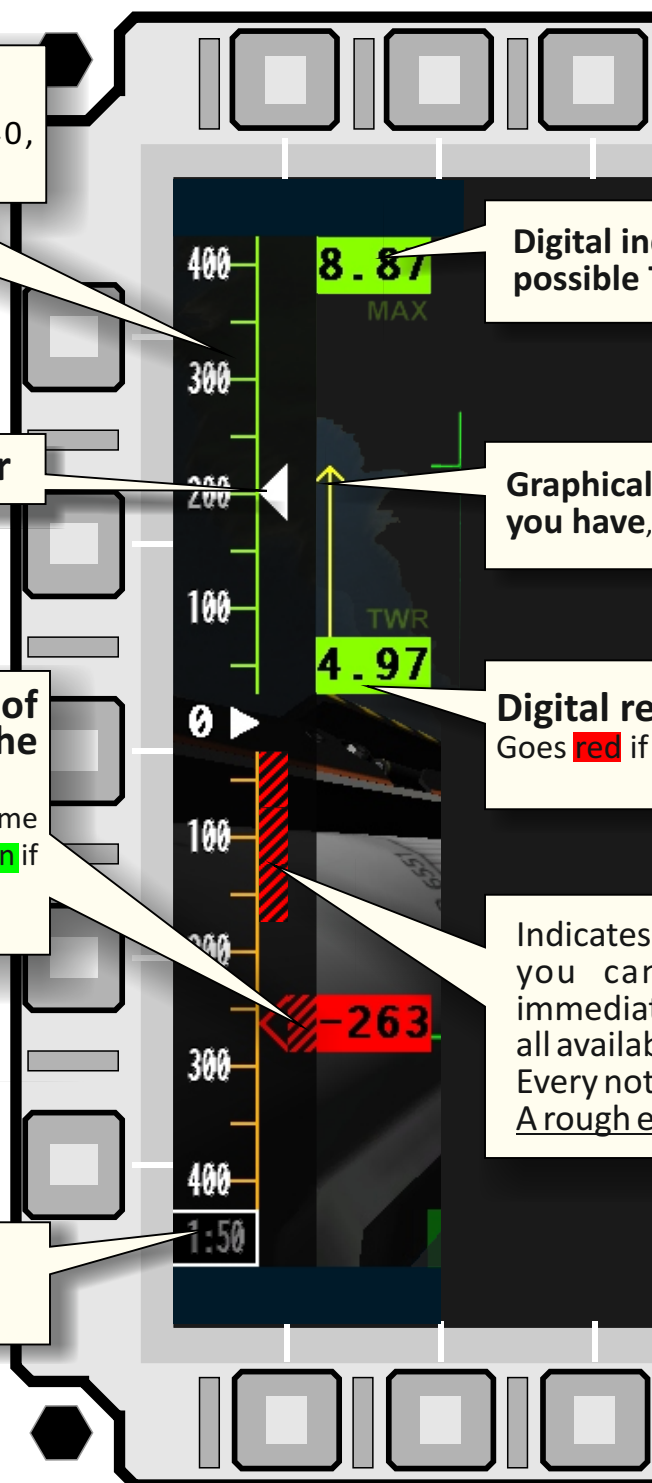 0,
400
8.87
Digital in
possible
MAX
300
r
Graphical
you have,
200
100
TWR
4.97
of
he
Digital re
Goes red if
0
me
n if
100
Indicates
you can
immediat
all availab
Every not
A rough e
200
-263
300
400
1:50